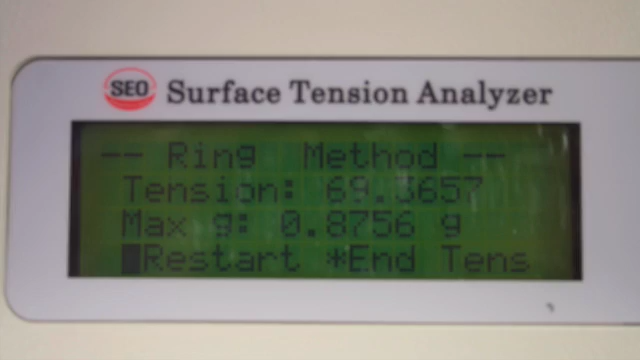 SEO Surface Tension Analyzer
-- Ring Method --
Tension: 69.3657
Max g: 0.8756 g
Restart *End Tens